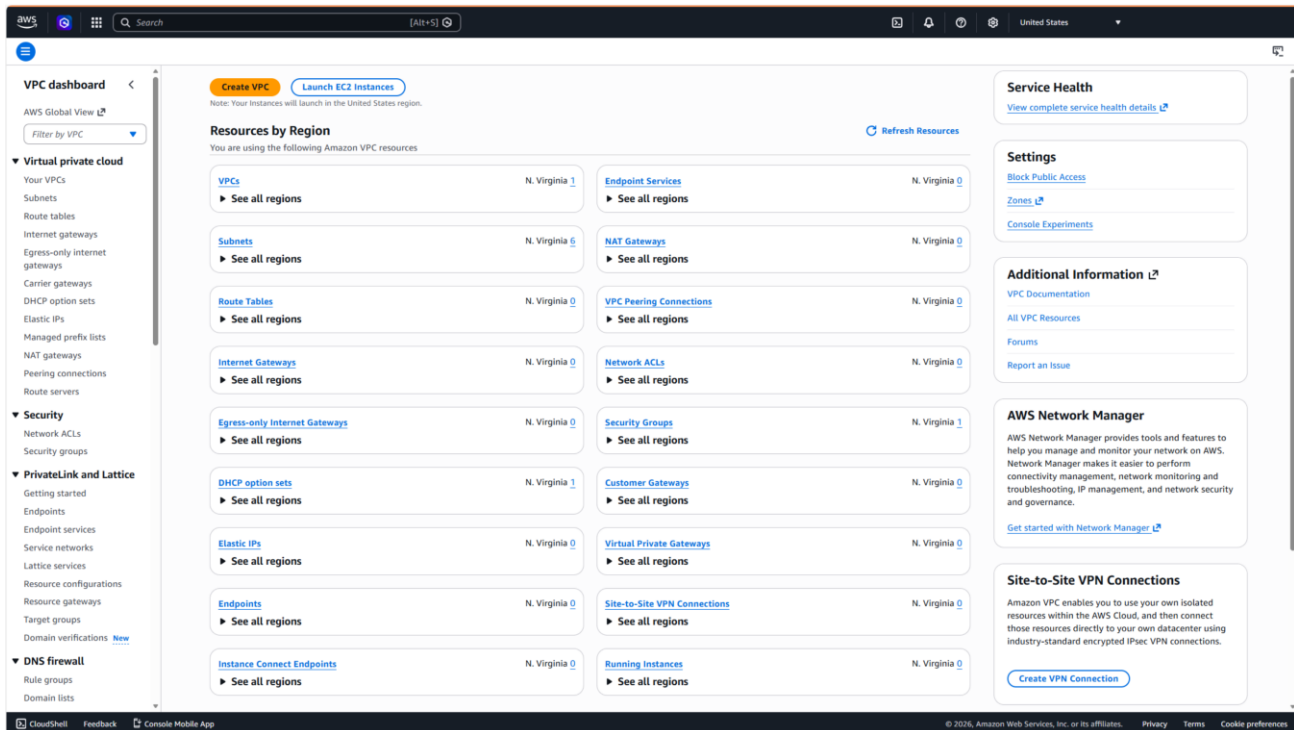 aws
Search
[Alt+S]
United States
VPC dashboard
AWS Global View
Filter by VPC
Virtual private cloud
Your VPCs
Subnets
Route tables
Internet gateways
Egress-only internet
gateways
Carrier gateways
DHCP option sets
Elastic IPs
Managed prefix lists
NAT gateways
Peering connections
Route servers
Security
Network ACLs
Security groups
PrivateLink and Lattice
Getting started
Endpoints
Endpoint services
Service networks
Lattice services
Resource configurations
Resource gateways
Target groups
Domain verifications New
DNS firewall
Rule groups
Domain lists
Create VPC
Launch EC2 Instances
Note: Your Instances will launch in the United States region.
Resources by Region
Refresh Resources
You are using the following Amazon VPC resources
VPCs N. Virginia 1
See all regions
Endpoint Services N. Virginia 0
See all regions
Subnets N. Virginia 6
See all regions
NAT Gateways N. Virginia 0
See all regions
Route Tables N. Virginia 0
See all regions
VPC Peering Connections N. Virginia 0
See all regions
Internet Gateways N. Virginia 0
See all regions
Network ACLs N. Virginia 0
See all regions
Egress-only Internet Gateways N. Virginia 0
See all regions
Security Groups N. Virginia 1
See all regions
DHCP option sets N. Virginia 1
See all regions
Customer Gateways N. Virginia 0
See all regions
Elastic IPs N. Virginia 0
See all regions
Virtual Private Gateways N. Virginia 0
See all regions
Endpoints N. Virginia 0
See all regions
Site-to-Site VPN Connections N. Virginia 0
See all regions
Instance Connect Endpoints N. Virginia 0
See all regions
Running Instances N. Virginia 0
See all regions
Service Health
View complete service health details
Settings
Block Public Access
Zones
Console Experiments
Additional Information
VPC Documentation
All VPC Resources
Forums
Report an Issue
AWS Network Manager
AWS Network Manager provides tools and features to
help you manage and monitor your network on AWS.
Network Manager makes it easier to perform
connectivity management, network monitoring and
troubleshooting, IP management, and network security
and governance.
Get started with Network Manager
Site-to-Site VPN Connections
Amazon VPC enables you to use your own isolated
resources within the AWS Cloud, and then connect
those resources directly to your own datacenter using
industry-standard encrypted IPsec VPN connections.
Create VPN Connection
CloudShell Feedback Console Mobile App
© 2026, Amazon Web Services, Inc. or its affiliates. Privacy Terms Cookie preferences